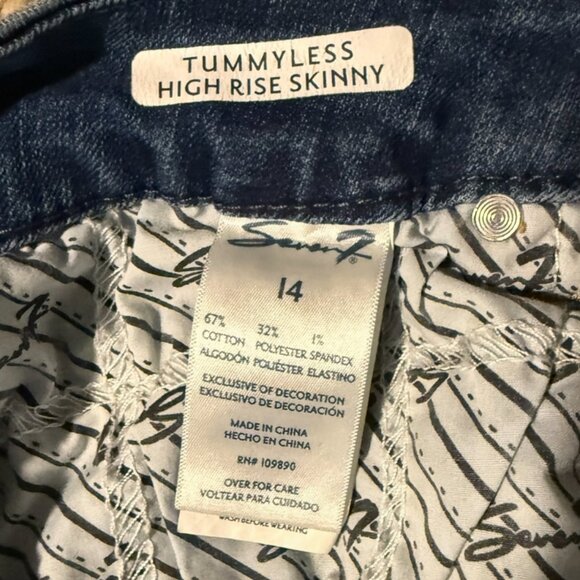 TUMMYLESS
HIGH RISE SKINNY
Seven7®
14
67% 32% 1%
COTTON POLYESTER SPANDEX
ALGODÓN POLIÉSTER ELASTINO
EXCLUSIVE OF DECORATION
EXCLUSIVO DE DECORACIÓN
MADE IN CHINA
HECHO EN CHINA
RN# 109890
OVER FOR CARE
VOLTEAR PARA CUIDADO
WASH BEFORE WEARING
Seven7
Seven